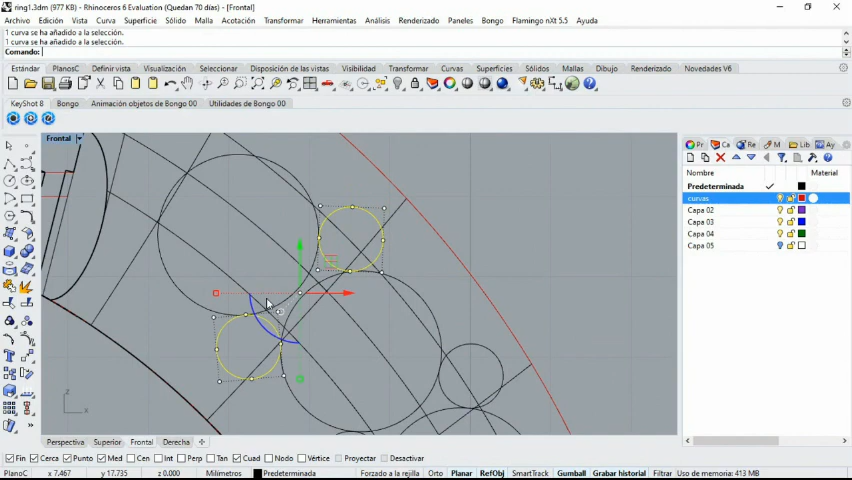 ring1.3dm (977 KB) - Rhinoceros 6 Evaluation (Quedan 70 días) - [Frontal]
Archivo Edición Vista Curva Superficie Sólido Malla Acotación Transformar Herramientas Análisis Renderizado Paneles Bongo Flamingo nXt 5.5 Ayuda
1 curva se ha añadido a la selección.
1 curva se ha añadido a la selección.
Comando:
Estándar PlanosC Definir vista Visualización Seleccionar Disposición de las vistas Visibilidad Transformar Curvas Superficies Sólidos Mallas Dibujo Renderizado Novedades V6
KeyShot 8 Bongo Animación objetos de Bongo 00 Utilidades de Bongo 00
Frontal
Pr Ca Re M Lib Ay
Nombre Material
Predeterminada
curvas
Capa 02
Capa 03
Capa 04
Capa 05
z
x
Perspectiva Superior Frontal Derecha
Fin Cerca Punto Med Cen Int Perp Tan Cuad Nodo Vértice Proyectar Desactivar
PlanoC x 7.467 y 17.735 z 0.000 Milímetros Predeterminada Forzado a la rejilla Orto Planar RefObj SmartTrack Gumball Grabar historial Filtrar Uso de memoria: 413 MB